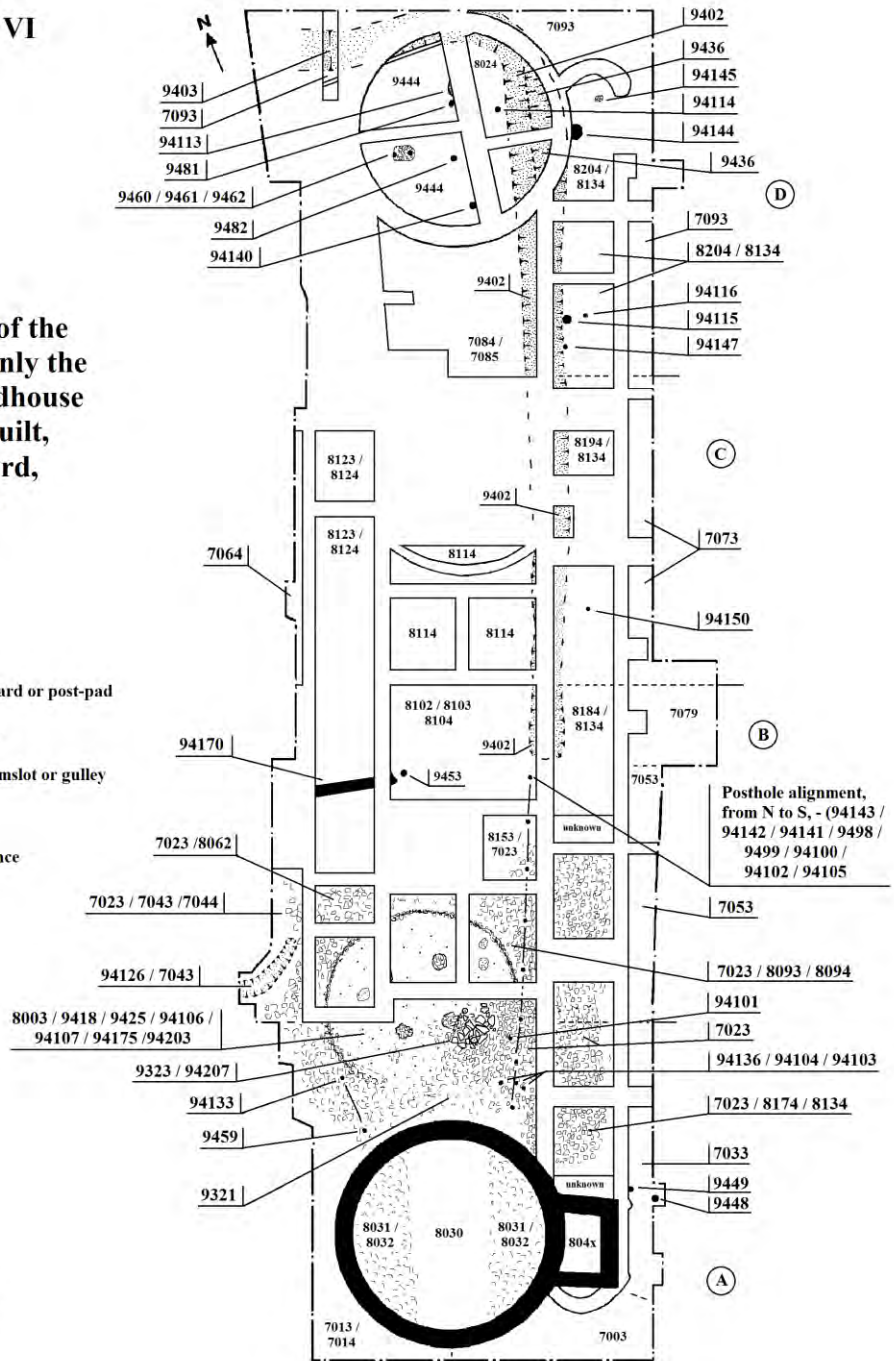 VI
N
9403
7093
94113
9481
9460 / 9461 / 9462
9482
94140
7093
9444
8024
9444
9402
9436
94145
94114
94144
9436
8204 /
8134
D
7093
8204 / 8134
94116
94115
94147
9402
7084 /
7085
of the
nly the
dhouse
uilt,
rd,
8123 /
8124
8194 /
8134
C
9402
8123 /
8124
7064
8114
7073
8114
8114
94150
ard or post-pad
8102 / 8103
8104
8184 /
8134
7079
B
9402
94170
mslot or gulley
9453
7053
Posthole alignment,
from N to S, - (94143 /
94142 / 94141 / 9498 /
9499 / 94100 /
94102 / 94105
8153 /
7023
unknown
nce
7023 /8062
7023 / 7043 /7044
7053
94126 / 7043
7023 / 8093 / 8094
8003 / 9418 / 9425 / 94106 /
94107 / 94175 /94203
94101
7023
9323 / 94207
94136 / 94104 / 94103
94133
7023 / 8174 / 8134
9459
7033
9321
unknown
9449
9448
8031 /
8032
8030
8031 /
8032
804x
A
7013 /
7014
7003